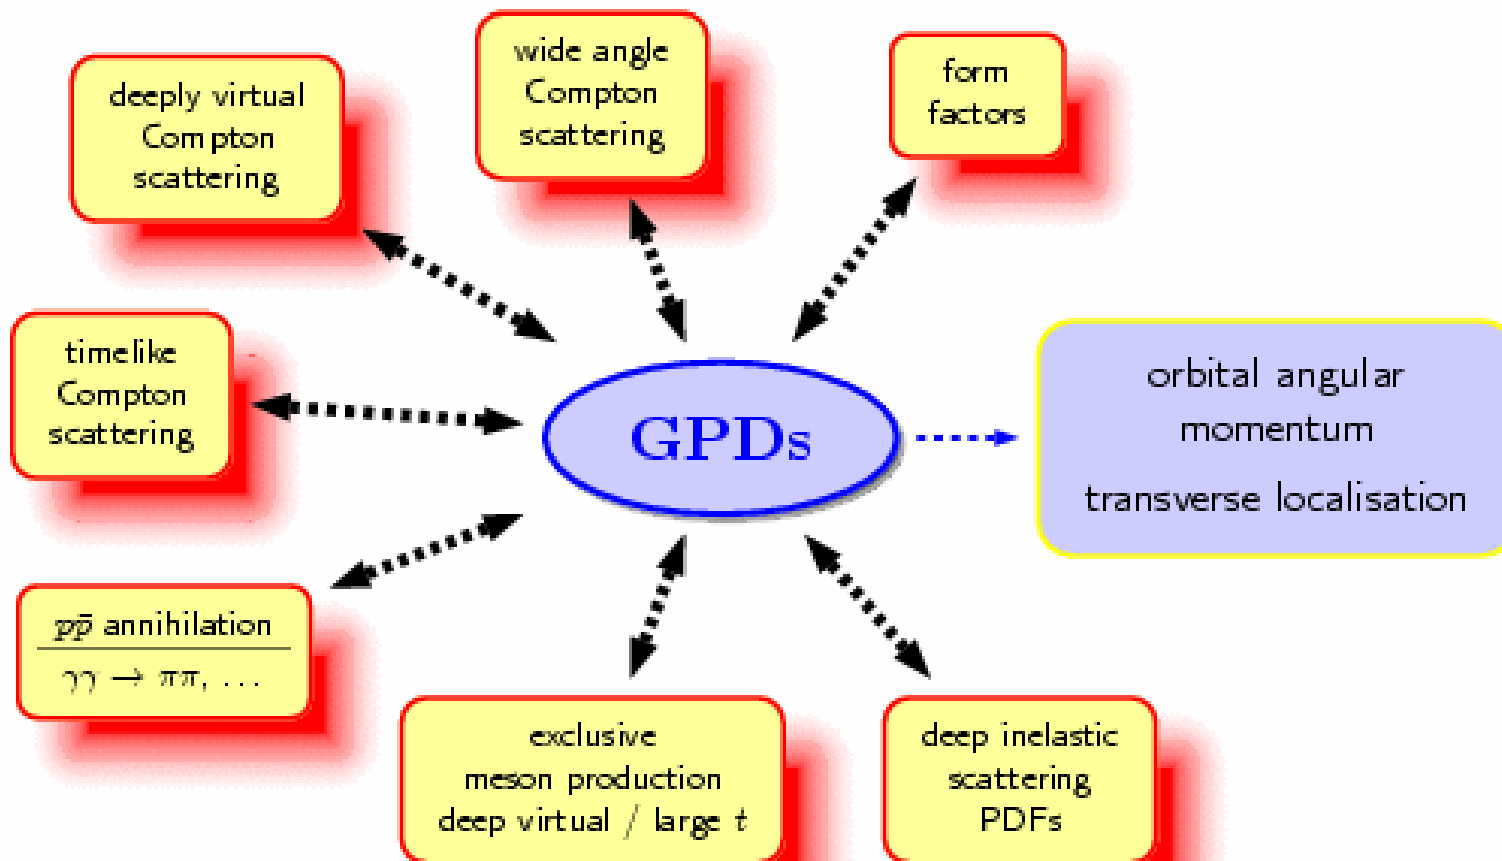 deeply virtual
Compton
scattering
wide angle
Compton
scattering
form
factors
timelike
Compton
scattering
GPDs
orbital angular
momentum
transverse localisation
pp̄ annihilation
γγ → ππ, …
exclusive
meson production
deep virtual / large t
deep inelastic
scattering
PDFs